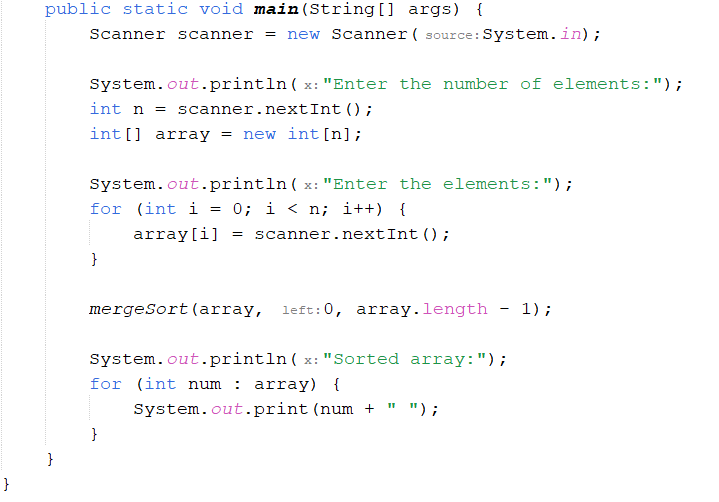 public static void main(String[] args) {
Scanner scanner = new Scanner( source:System.in);
System.out.println( x:"Enter the number of elements:");
int n = scanner.nextInt();
int[] array = new int[n];
System.out.println( x:"Enter the elements:");
for (int i = 0; i < n; i++) {
array[i] = scanner.nextInt();
}
mergeSort(array, left:0, array.length - 1);
System.out.println( x:"Sorted array:");
for (int num : array) {
System.out.print(num + " ");
}
}
}